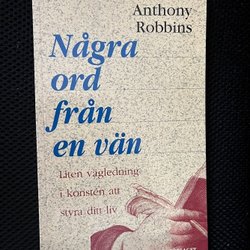 Anthony
Robbins
Några
ord
från
en vän
Liten vägledning
i konsten att
styra ditt liv